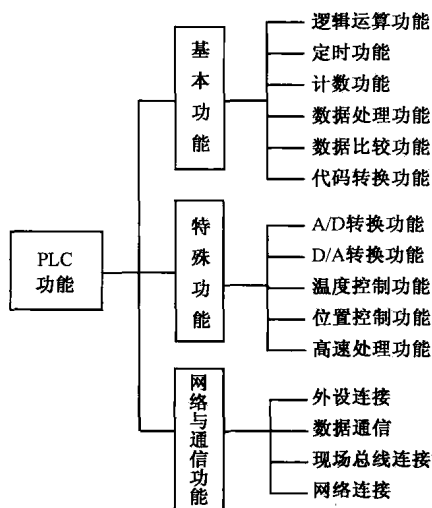 PLC
功能
基本功能
逻辑运算功能
定时功能
计数功能
数据处理功能
数据比较功能
代码转换功能
特殊功能
A/D转换功能
D/A转换功能
温度控制功能
位置控制功能
高速处理功能
网络与通信功能
外设连接
数据通信
现场总线连接
网络连接